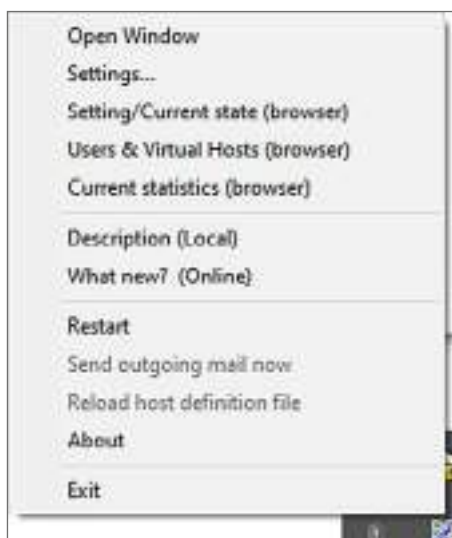 Open Window
Settings...
Setting/Current state (browser)
Users & Virtual Hosts (browser)
Current statistics (browser)
Description (Local)
What new?  (Online)
Restart
Send outgoing mail now
Reload host definition file
About
Exit